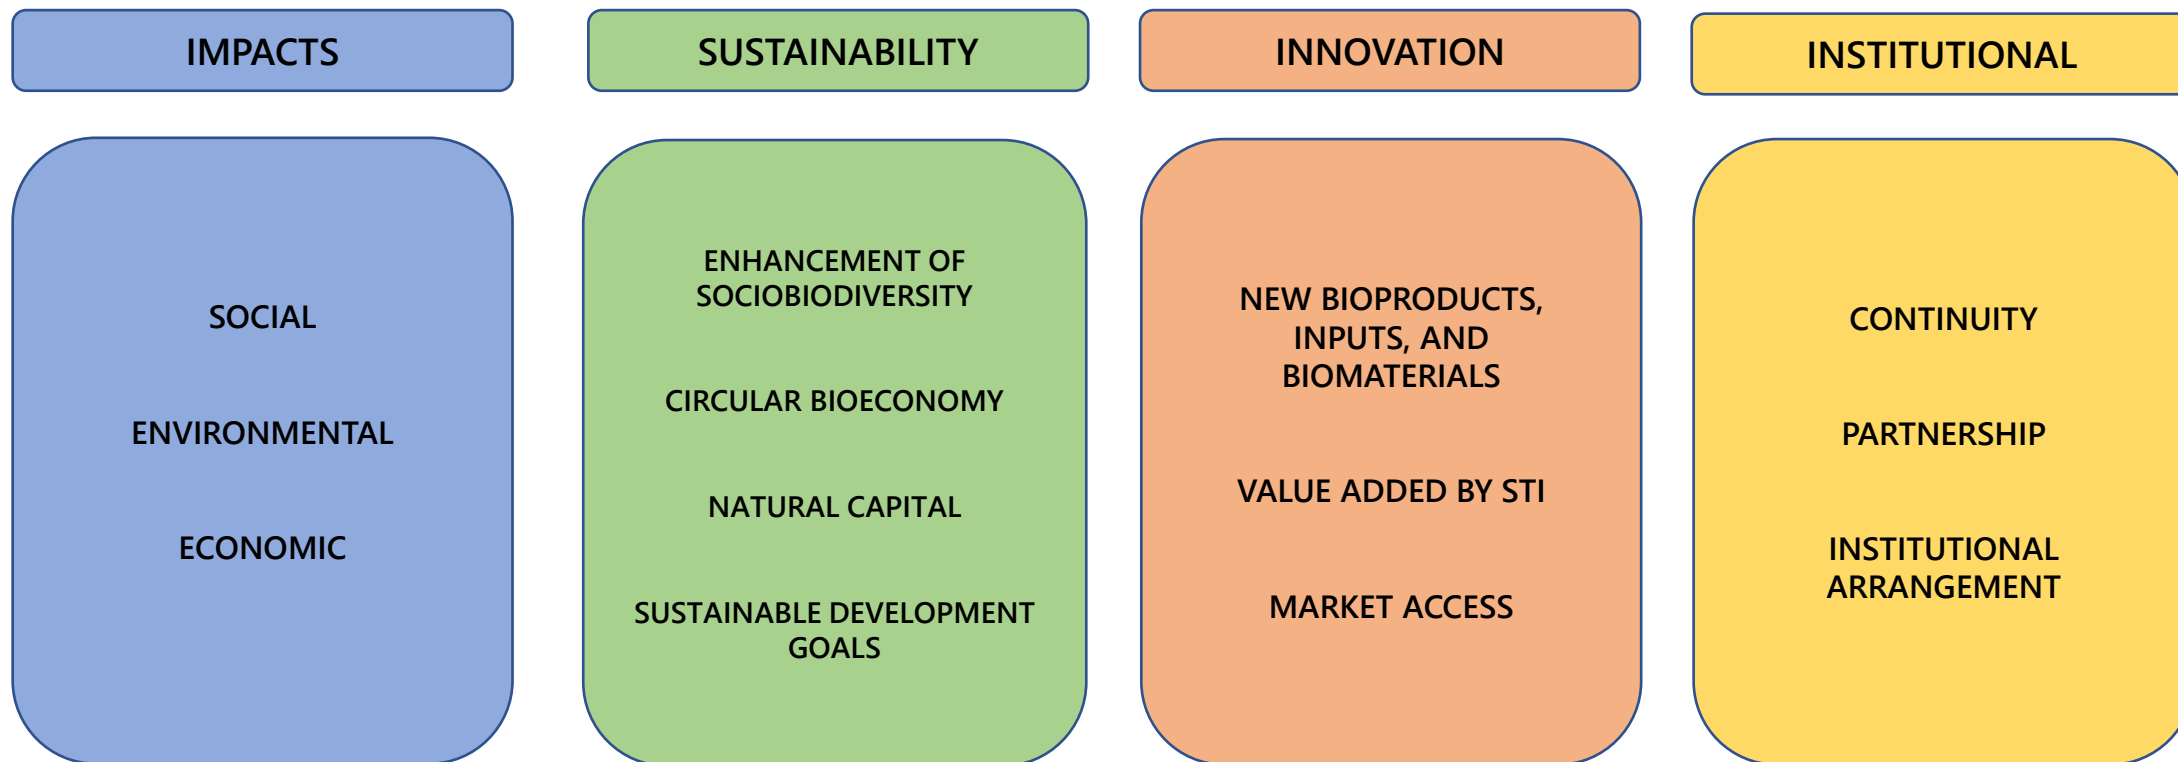 IMPACTS
SUSTAINABILITY
INNOVATION
INSTITUTIONAL
SOCIAL
ENVIRONMENTAL
ECONOMIC
ENHANCEMENT OF
SOCIOBIODIVERSITY
CIRCULAR BIOECONOMY
NATURAL CAPITAL
SUSTAINABLE DEVELOPMENT
GOALS
NEW BIOPRODUCTS,
INPUTS, AND
BIOMATERIALS
VALUE ADDED BY STI
MARKET ACCESS
CONTINUITY
PARTNERSHIP
INSTITUTIONAL
ARRANGEMENT